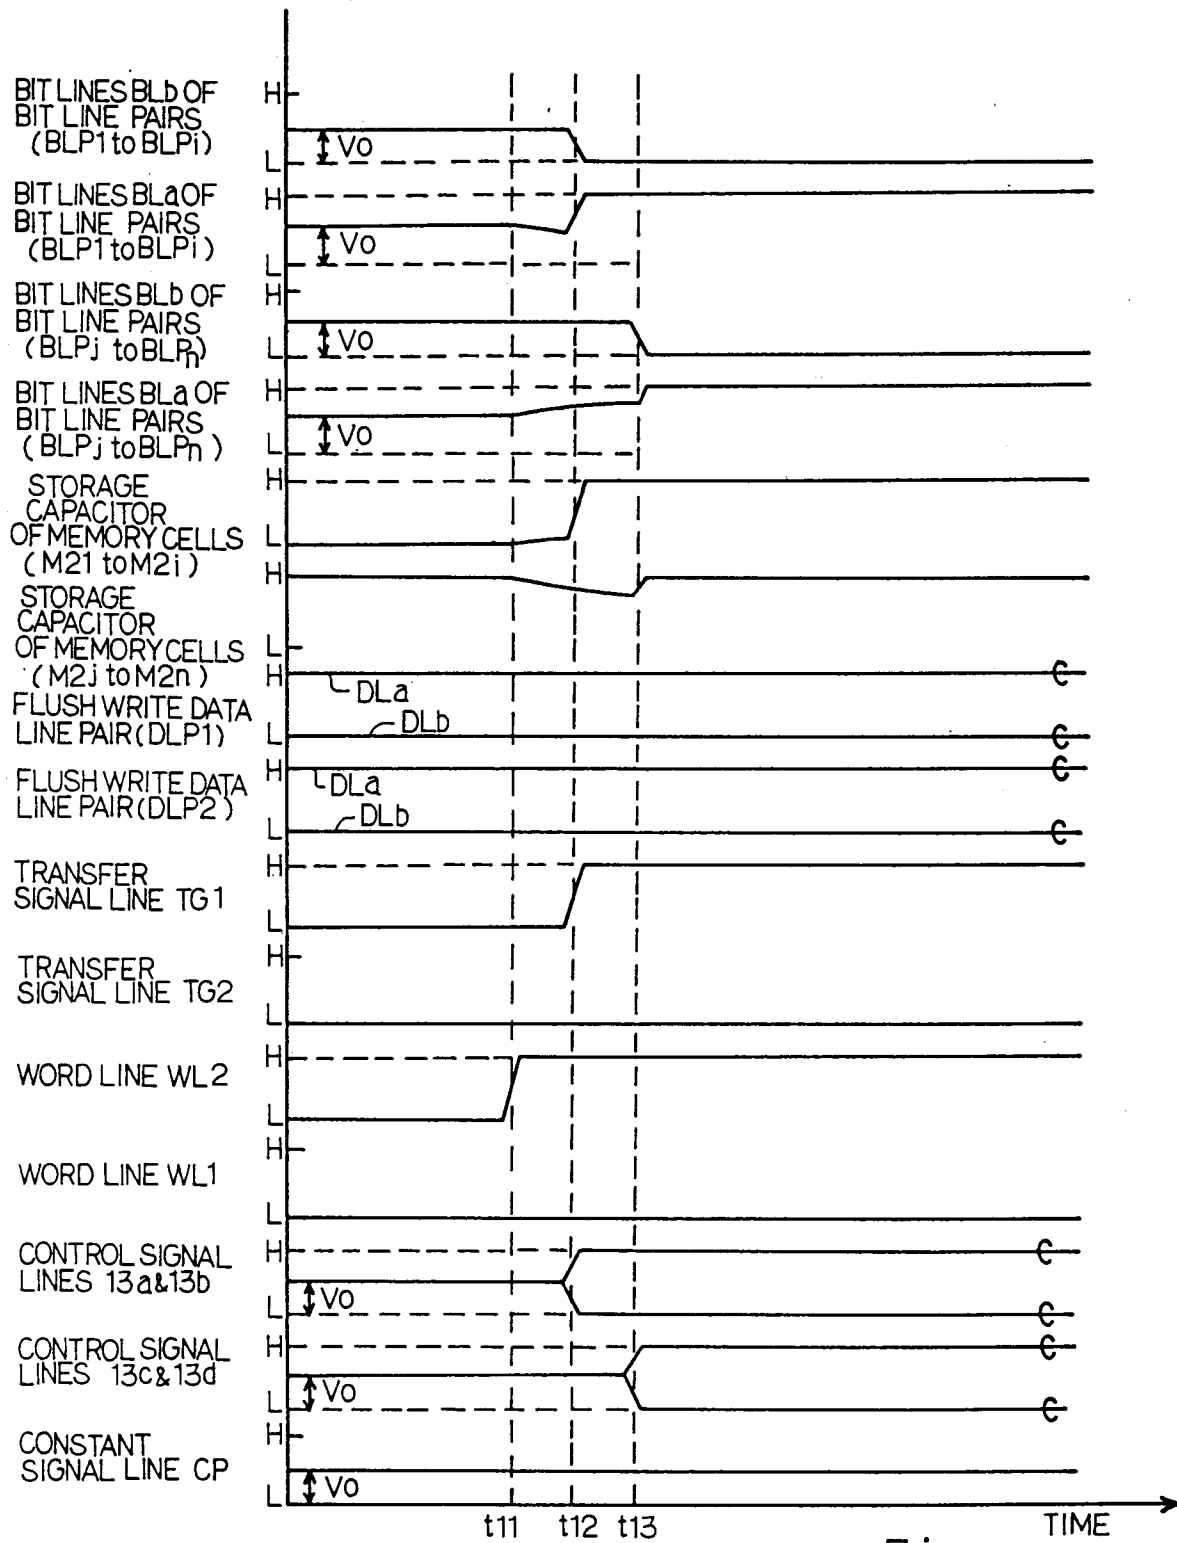 BIT LINES BLb OF
BIT LINE PAIRS
(BLP1 to BLPi)
H
L
Vo
BIT LINES BLa OF
BIT LINE PAIRS
(BLP1 to BLPi)
H
L
Vo
BIT LINES BLb OF
BIT LINE PAIRS
(BLPj to BLPn)
H
L
Vo
BIT LINES BLa OF
BIT LINE PAIRS
(BLPj to BLPn)
H
L
Vo
STORAGE
CAPACITOR
OF MEMORY CELLS
(M21 to M2i)
H
L
STORAGE
CAPACITOR
OF MEMORY CELLS
(M2j to M2n)
H
L
FLUSH WRITE DATA
LINE PAIR (DLP1)
H
L
DLa
DLb
FLUSH WRITE DATA
LINE PAIR (DLP2)
H
L
DLa
DLb
TRANSFER
SIGNAL LINE TG1
H
L
TRANSFER
SIGNAL LINE TG2
H
L
WORD LINE WL2
H
L
WORD LINE WL1
H
L
CONTROL SIGNAL
LINES 13a&13b
H
L
Vo
CONTROL SIGNAL
LINES 13c&13d
H
L
Vo
CONSTANT
SIGNAL LINE CP
H
L
Vo
t11 t12 t13 TIME